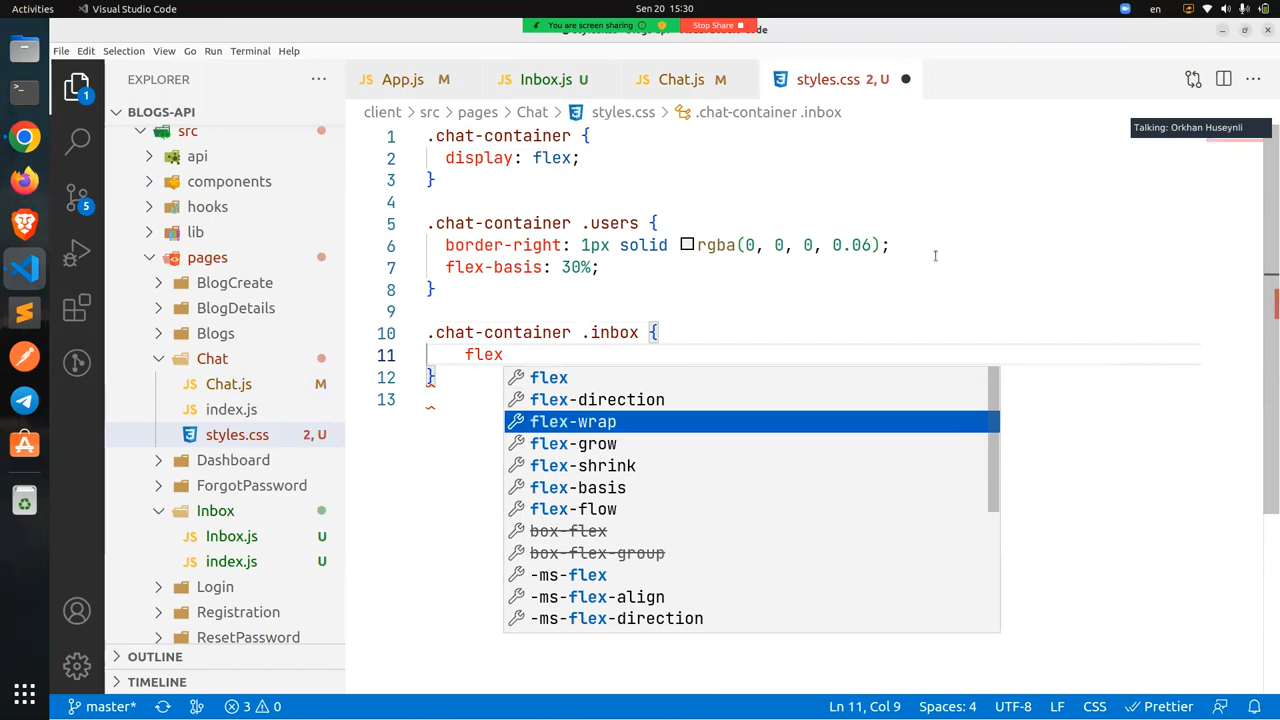 Activities
Visual Studio Code
Sen 20 15:30
en
You are screen sharing
Stop Share
File Edit Selection View Go Run Terminal Help
EXPLORER
App.js M
Inbox.js U
Chat.js M
styles.css 2, U
BLOGS-API
client > src > pages > Chat > styles.css > .chat-container .inbox
Talking: Orkhan Huseynli
src
api
components
hooks
lib
pages
BlogCreate
BlogDetails
Blogs
Chat
Chat.js M
index.js
styles.css 2, U
Dashboard
ForgotPassword
Inbox
Inbox.js U
index.js U
Login
Registration
ResetPassword
OUTLINE
TIMELINE
1 .chat-container {
2 display: flex;
3 }
4
5 .chat-container .users {
6 border-right: 1px solid rgba(0, 0, 0, 0.06);
7 flex-basis: 30%;
8 }
9
10 .chat-container .inbox {
11 flex
12 }
13
flex
flex-direction
flex-wrap
flex-grow
flex-shrink
flex-basis
flex-flow
box-flex
box-flex-group
-ms-flex
-ms-flex-align
-ms-flex-direction
1
5
master*
3 0
Ln 11, Col 9
Spaces: 4
UTF-8
LF
CSS
Prettier